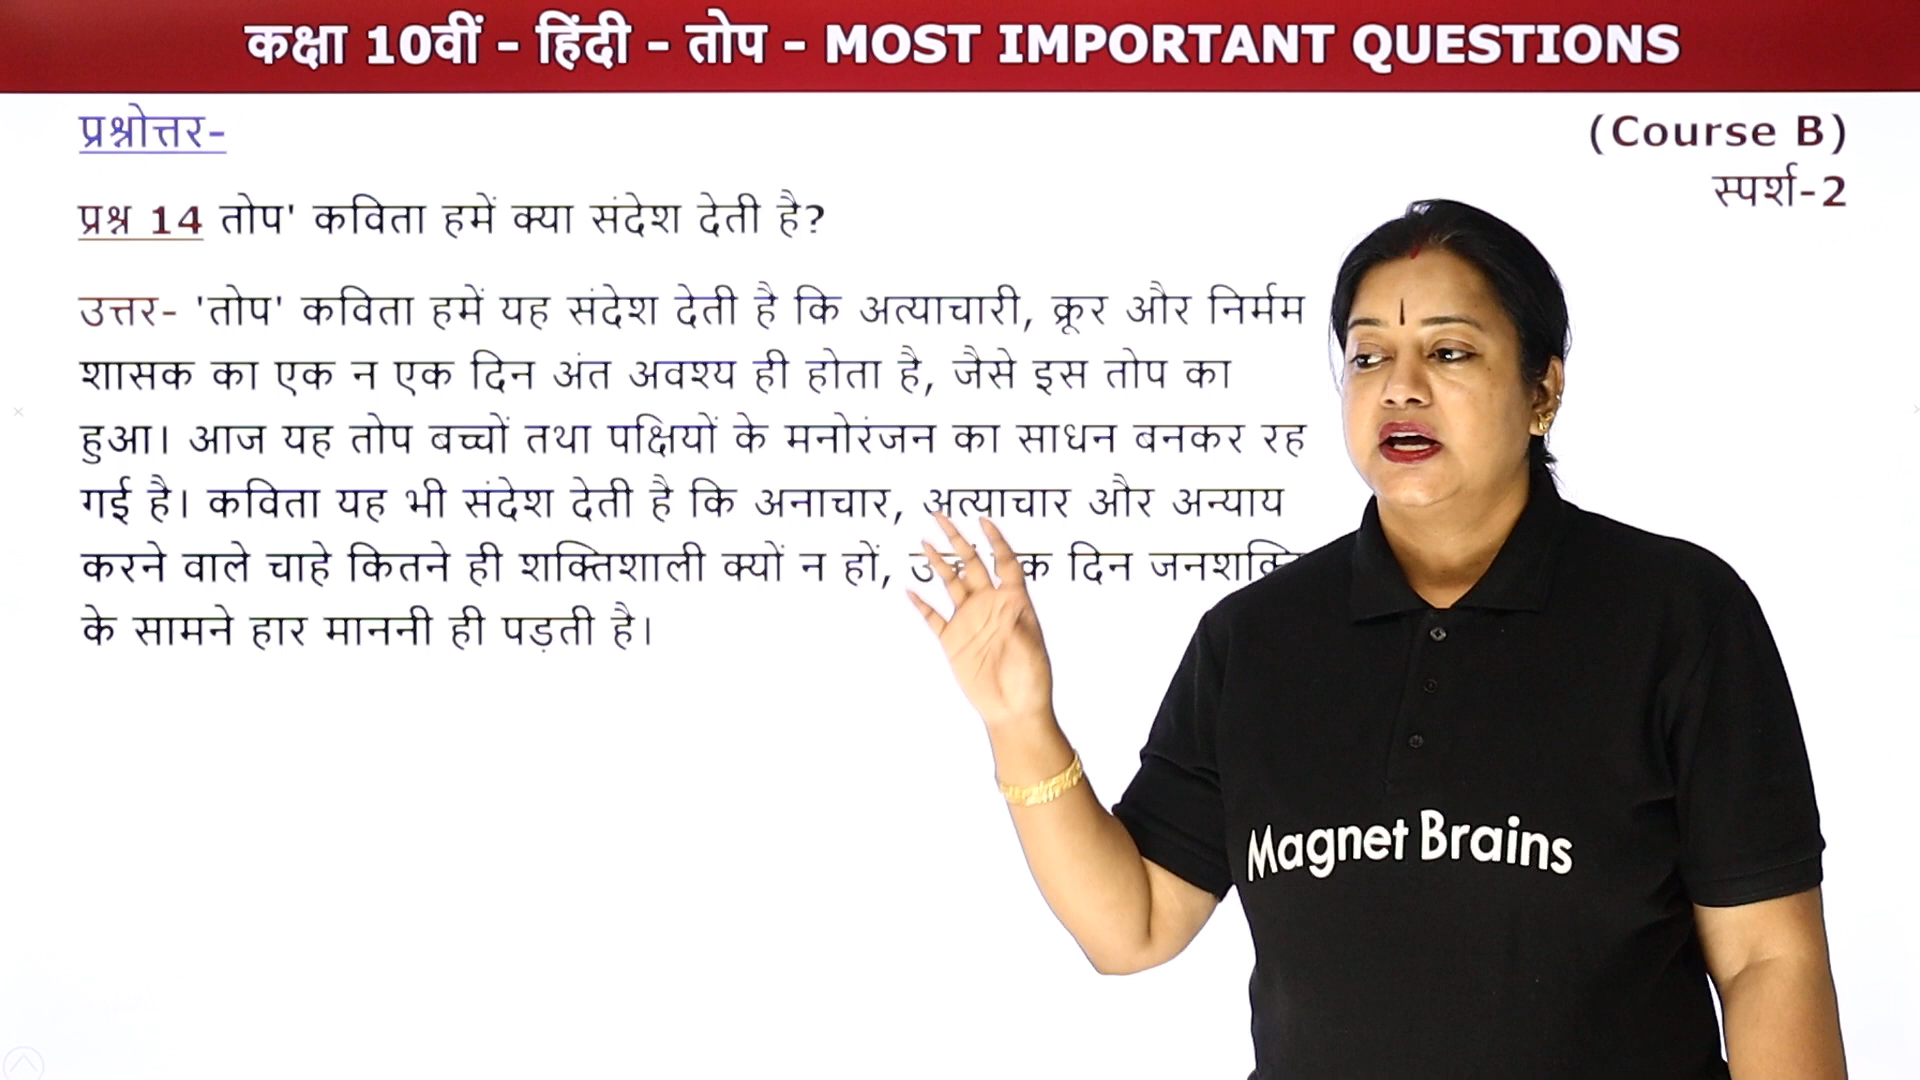 कक्षा 10वीं - हिंदी - तोप - MOST IMPORTANT QUESTIONS
प्रश्नोत्तर-
(Course B)
स्पर्श-2
प्रश्न 14 तोप' कविता हमें क्या संदेश देती है?
उत्तर- 'तोप' कविता हमें यह संदेश देती है कि अत्याचारी, क्रूर और निर्मम
शासक का एक न एक दिन अंत अवश्य ही होता है, जैसे इस तोप का
हुआ। आज यह तोप बच्चों तथा पक्षियों के मनोरंजन का साधन बनकर रह
गई है। कविता यह भी संदेश देती है कि अनाचार, अत्याचार और अन्याय
करने वाले चाहे कितने ही शक्तिशाली क्यों न हों, दिन जनशक्ति
के सामने हार माननी ही पड़ती है।
Magnet Brains